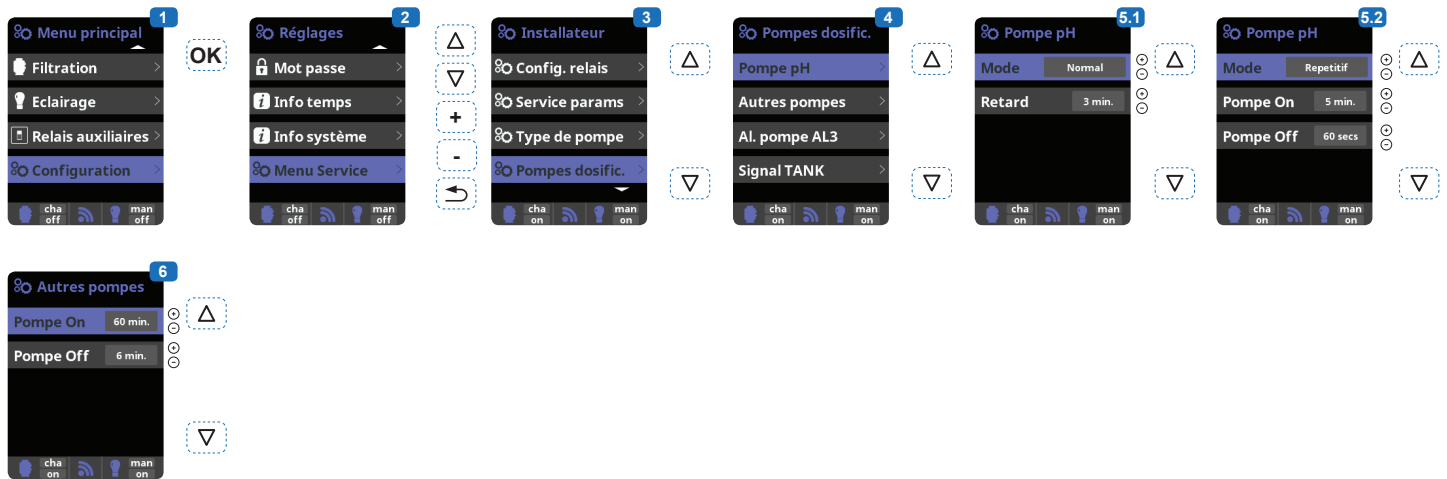 1
Menu principal
Filtration
Eclairage
Relais auxiliaires
Configuration
cha off
man off
OK
2
Réglages
Mot passe
Info temps
Info système
Menu Service
cha off
man off
+
-
3
Installateur
Config. relais
Service params
Type de pompe
Pompes dosific.
cha on
man on
4
Pompes dosific.
Pompe pH
Autres pompes
Al. pompe AL3
Signal TANK
cha on
man on
5.1
Pompe pH
Mode Normal
Retard 3 min.
cha on
man on
5.2
Pompe pH
Mode Repetitif
Pompe On 5 min.
Pompe Off 60 secs
cha on
man on
6
Autres pompes
Pompe On 60 min.
Pompe Off 6 min.
cha on
man on